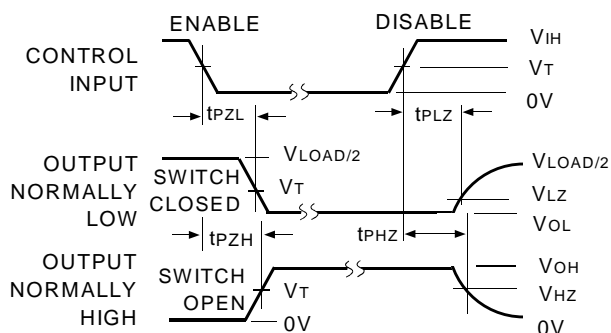 ENABLE DISABLE
CONTROL INPUT
VIH
VT
0V
tPZL
tPLZ
OUTPUT NORMALLY LOW
SWITCH CLOSED
VLOAD/2
VT
VLOAD/2
VLZ
VOL
tPZH
tPHZ
OUTPUT NORMALLY HIGH
SWITCH OPEN
VT
0V
VOH
VHZ
0V